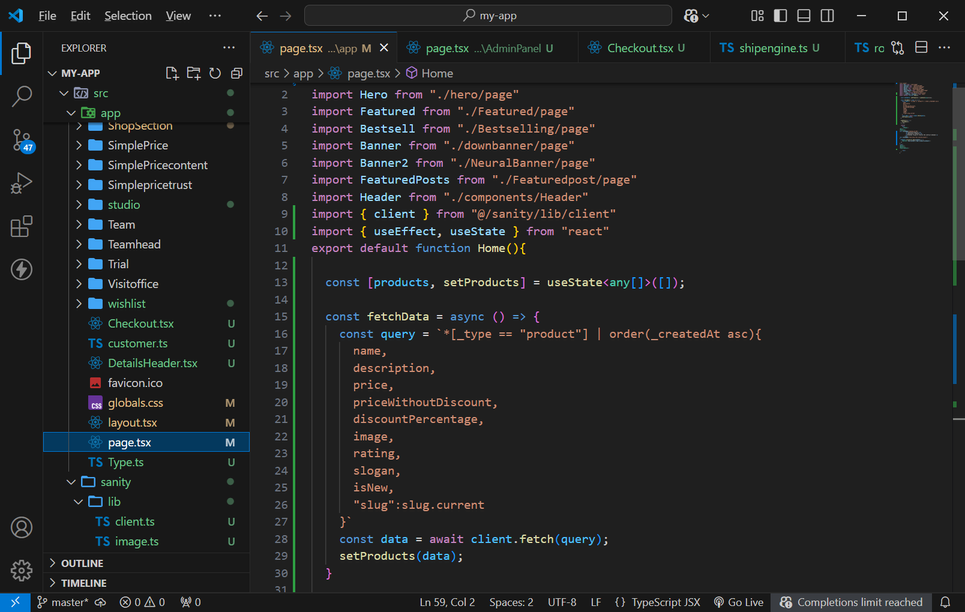 File Edit Selection View ··· my-app
EXPLORER ···
MY-APP
src
app
ShopSection
SimplePrice
SimplePricecontent
Simplepricetrust
studio
Team
Teamhead
Trial
Visitoffice
wishlist
Checkout.tsx U
TS customer.ts U
DetailsHeader.tsx U
favicon.ico
CSS globals.css M
layout.tsx M
page.tsx M
TS Type.ts U
sanity
lib
TS client.ts U
TS image.ts U
OUTLINE
TIMELINE
47
page.tsx ...\app M page.tsx ...\AdminPanel U Checkout.tsx U TS shipengine.ts U TS ro ···
src > app > page.tsx > Home
2 import Hero from "./hero/page"
3 import Featured from "./Featured/page"
4 import Bestsell from "./Bestselling/page"
5 import Banner from "./downbanner/page"
6 import Banner2 from "./NeuralBanner/page"
7 import FeaturedPosts from "./Featuredpost/page"
8 import Header from "./components/Header"
9 import { client } from "@/sanity/lib/client"
10 import { useEffect, useState } from "react"
11 export default function Home(){
12
13 const [products, setProducts] = useState<any[]>([]);
14
15 const fetchData = async () => {
16 const query = `*[_type == "product"] | order(_createdAt asc){
17 name,
18 description,
19 price,
20 priceWithoutDiscount,
21 discountPercentage,
22 image,
23 rating,
24 slogan,
25 isNew,
26 "slug":slug.current
27 }`
28 const data = await client.fetch(query);
29 setProducts(data);
30 }
31
master* 0 0 0 Ln 59, Col 2 Spaces: 2 UTF-8 LF {} TypeScript JSX Go Live Completions limit reached